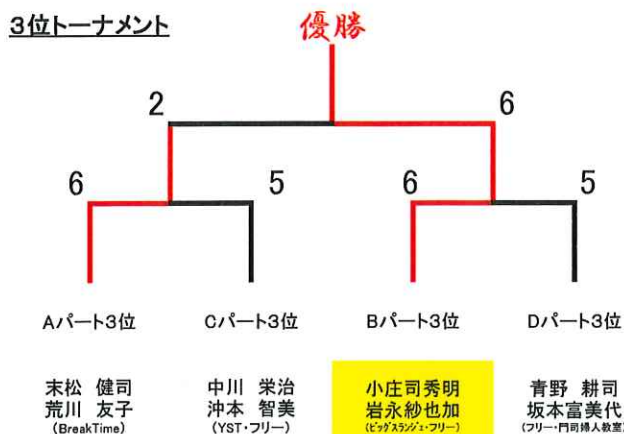 3位トーナメント
優勝
2
6
6
5
6
5
Aパート3位
Cパート3位
Bパート3位
Dパート3位
末松 健司
荒川 友子
(BreakTime)
中川 栄治
沖本 智美
(YST・フリー)
小庄司秀明
岩永紗也加
(ビッグスランジェ・フリー)
青野 耕司
坂本富美代
(フリー・門司婦人教室)